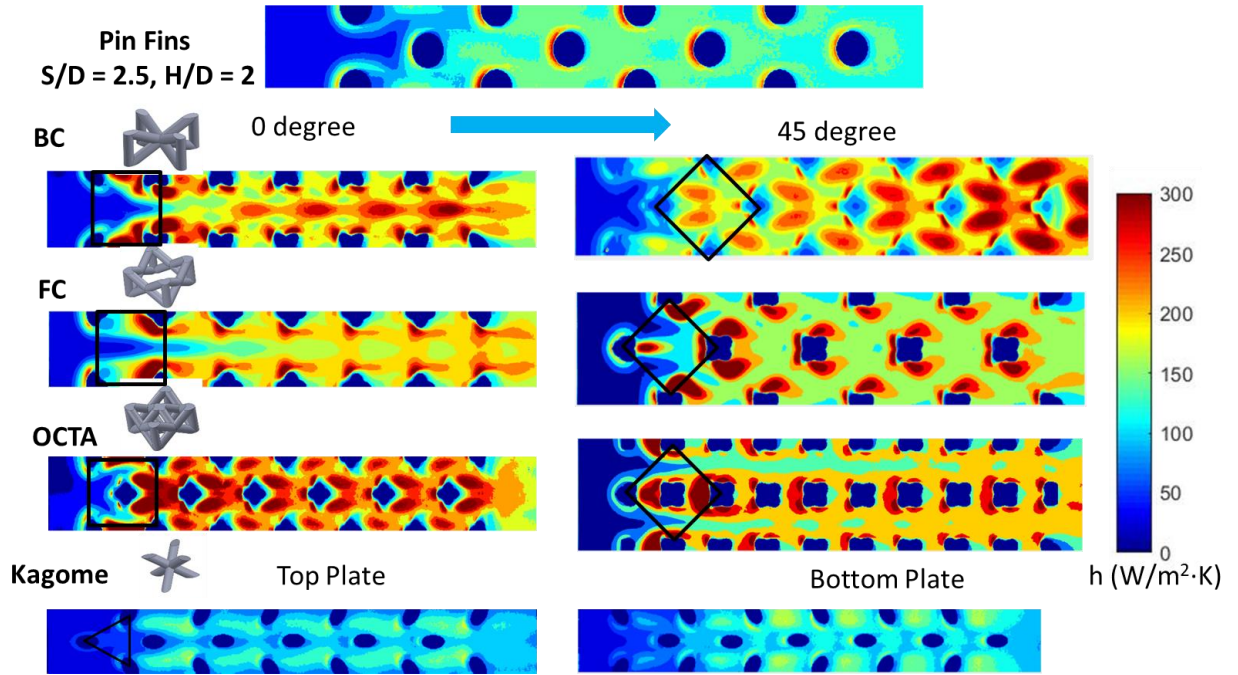 Pin Fins
S/D = 2.5, H/D = 2
BC
0 degree
45 degree
FC
OCTA
Kagome
Top Plate
Bottom Plate
300
250
200
150
100
50
0
h (W/m²·K)